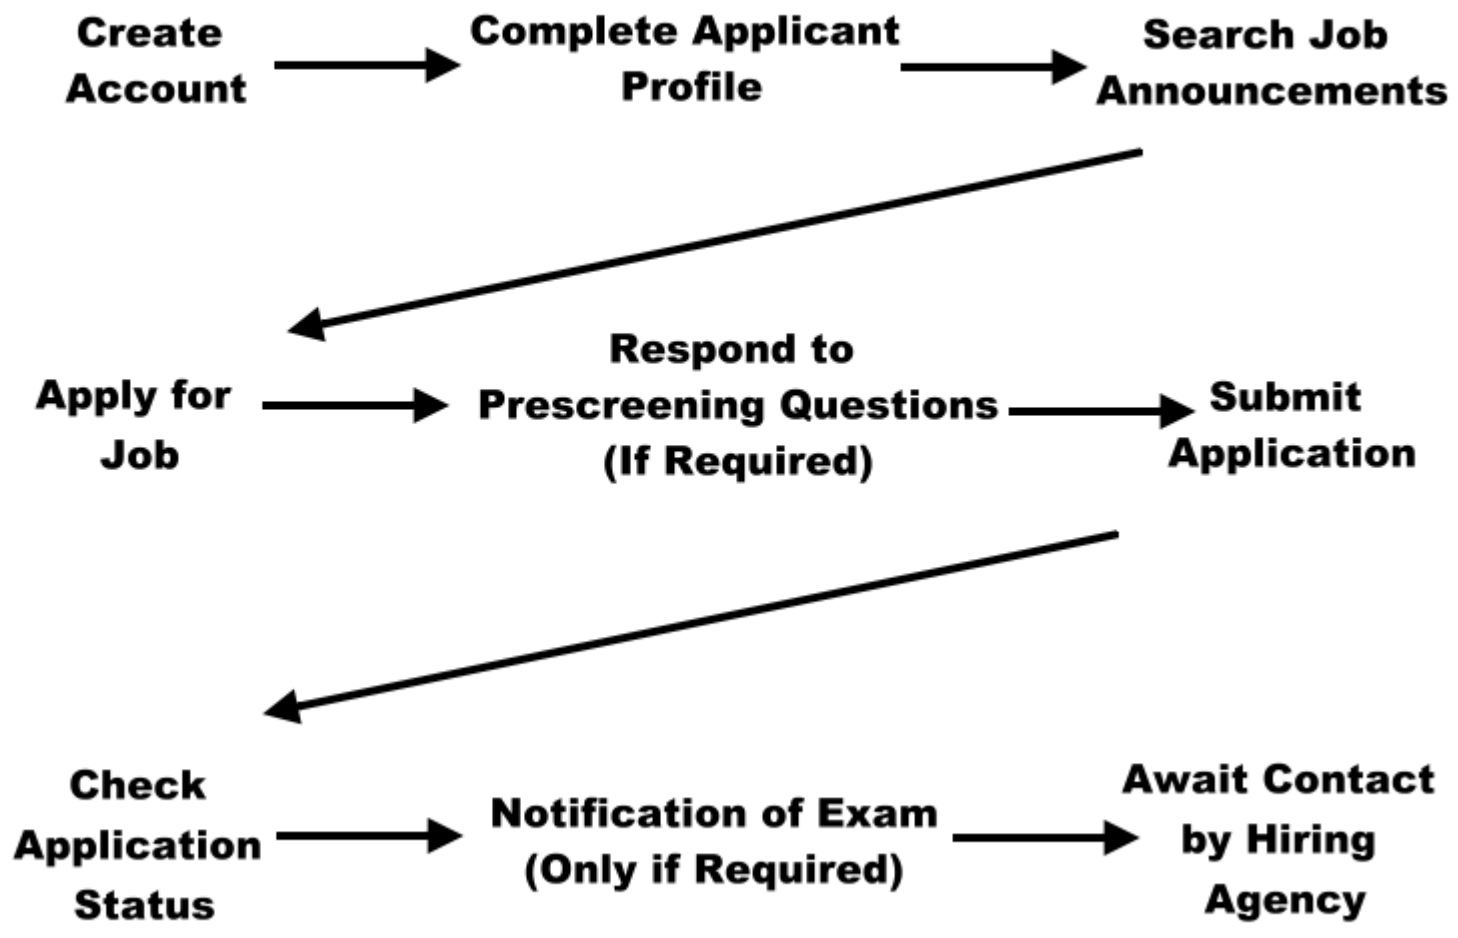 Create
Account
Complete Applicant
Profile
Search Job
Announcements
Apply for
Job
Respond to
Prescreening Questions
(If Required)
Submit
Application
Check
Application
Status
Notification of Exam
(Only if Required)
Await Contact
by Hiring
Agency